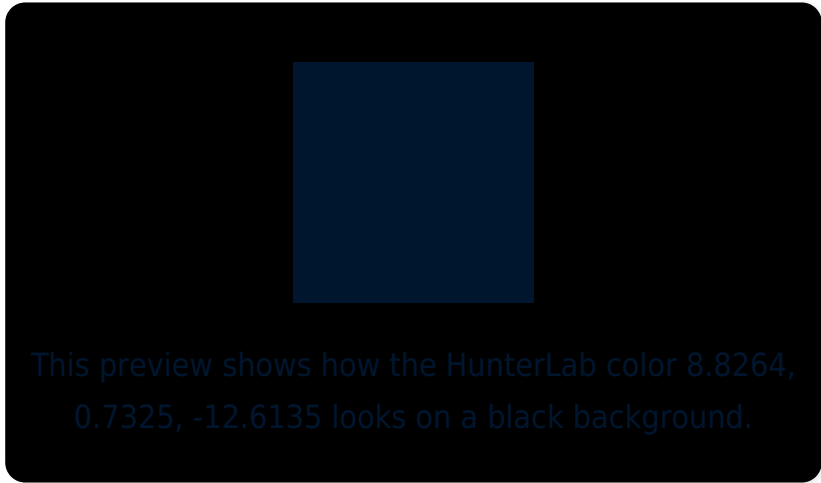 This preview shows how the HunterLab color 8.8264,
0.7325, -12.6135 looks on a black background.